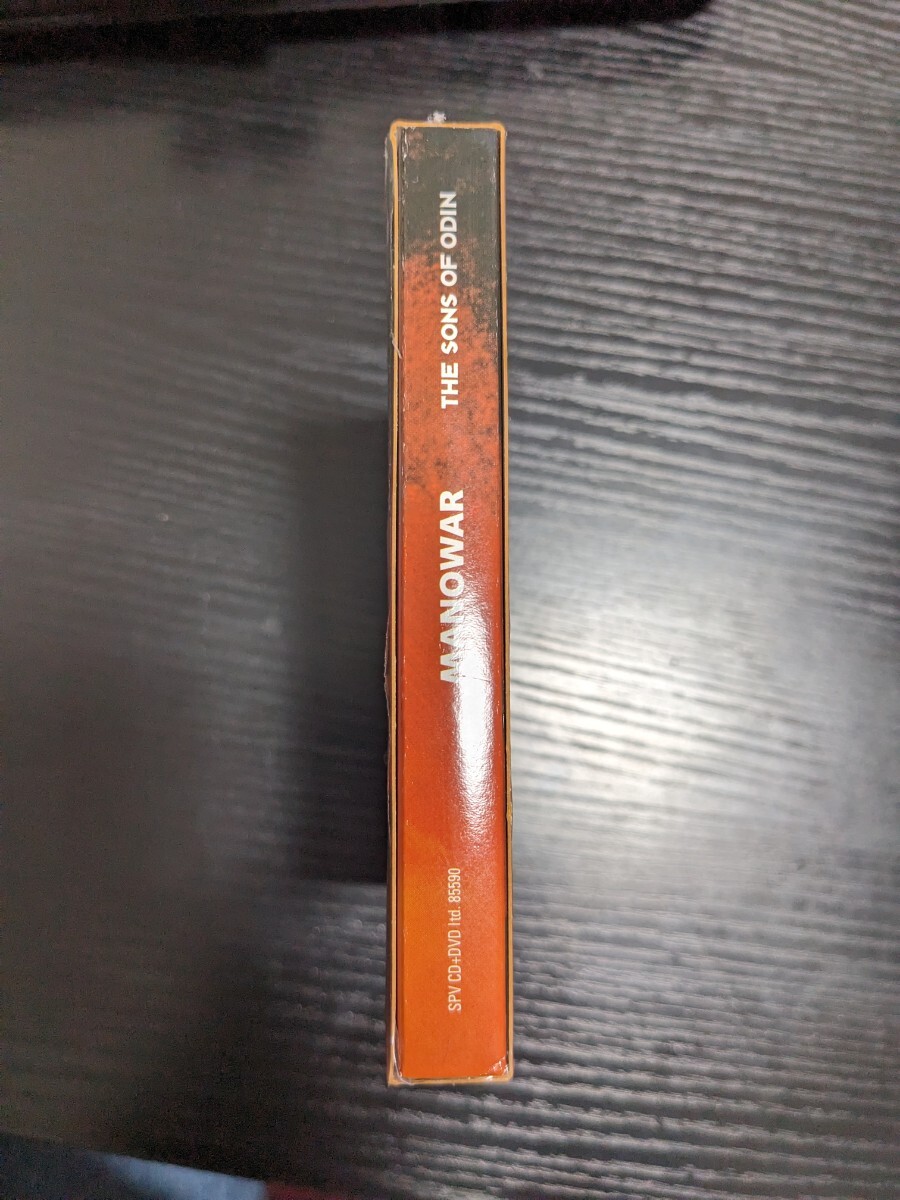 SPV CD+DVD ltd. 85590
MANOWAR
THE SONS OF ODIN